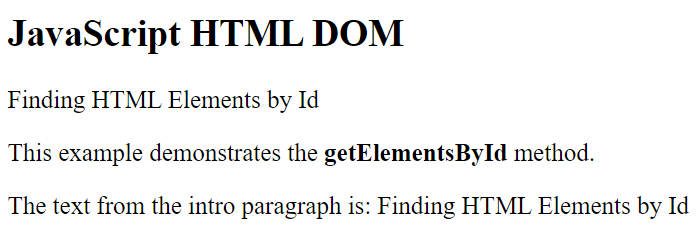 JavaScript HTML DOM
Finding HTML Elements by Id
This example demonstrates the getElementsById method.
The text from the intro paragraph is: Finding HTML Elements by Id